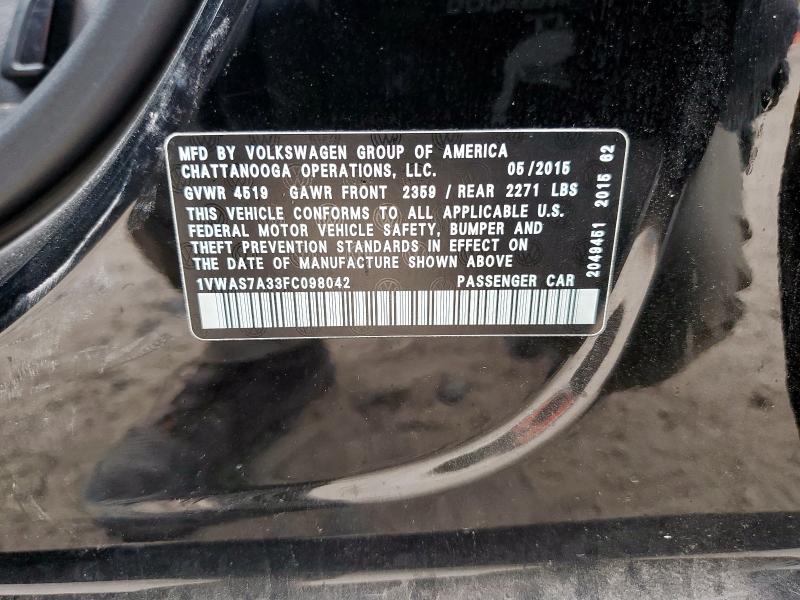 MFD BY VOLKSWAGEN GROUP OF AMERICA
CHATTANOOGA OPERATIONS, LLC. 05/2015
GVWR 4519 GAWR FRONT 2359 / REAR 2271 LBS
THIS VEHICLE CONFORMS TO ALL APPLICABLE U.S.
FEDERAL MOTOR VEHICLE SAFETY, BUMPER AND
THEFT PREVENTION STANDARDS IN EFFECT ON
THE DATE OF MANUFACTURE SHOWN ABOVE
1VWAS7A33FC098042 PASSENGER CAR
2049451 2015 62